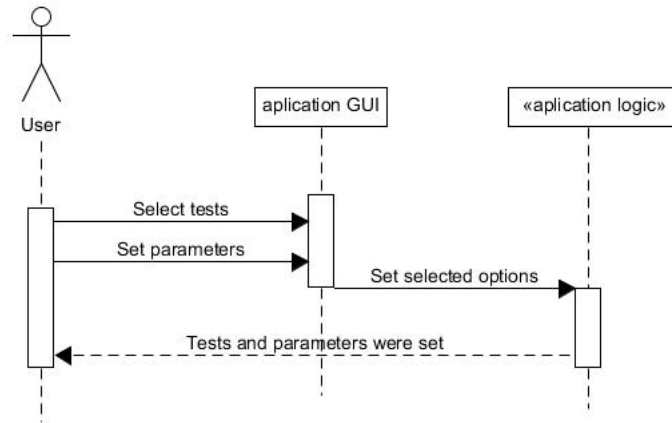 User
aplication GUI
«aplication logic»
Select tests
Set parameters
Set selected options
Tests and parameters were set